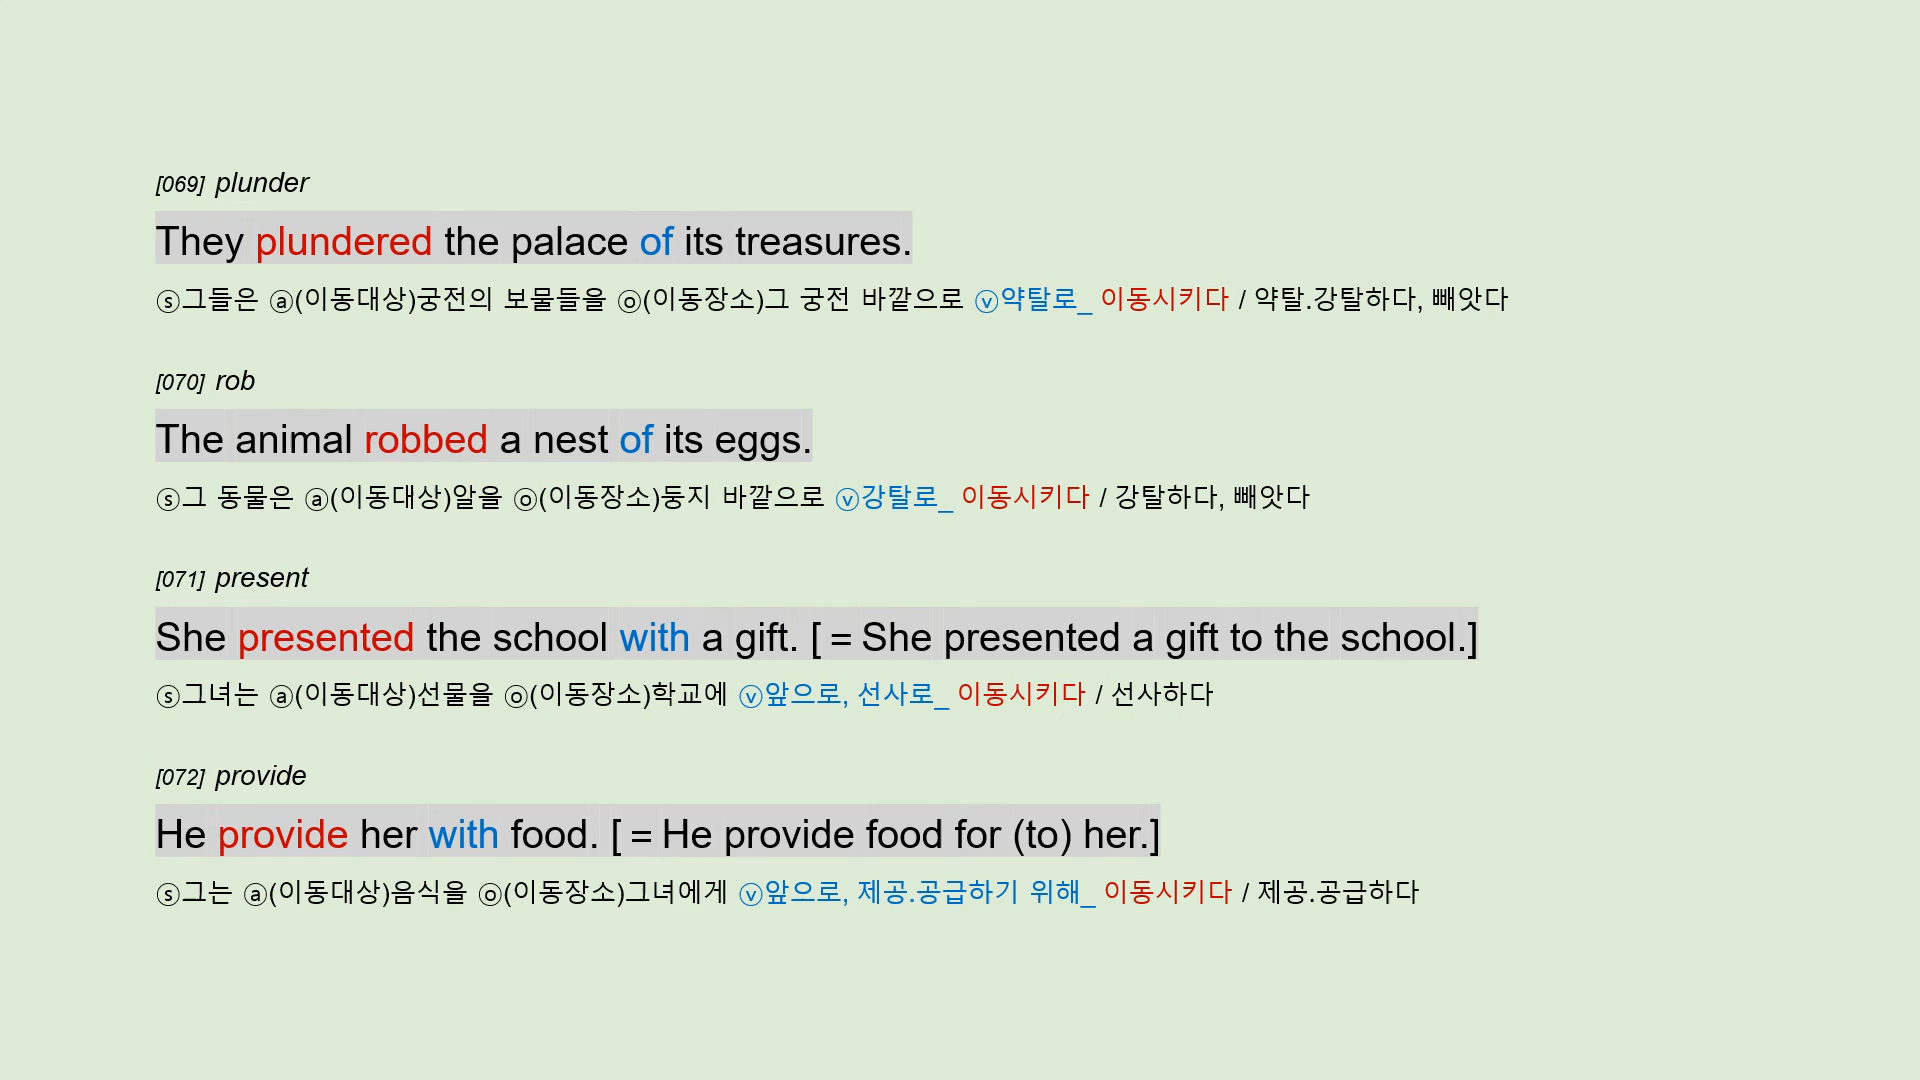 [069] plunder
They plundered the palace of its treasures.
ⓢ그들은 ⓐ(이동대상)궁전의 보물들을 ⓞ(이동장소)그 궁전 바깥으로 ⓥ약탈로_ 이동시키다 / 약탈.강탈하다, 빼앗다
[070] rob
The animal robbed a nest of its eggs.
ⓢ그 동물은 ⓐ(이동대상)알을 ⓞ(이동장소)둥지 바깥으로 ⓥ강탈로_ 이동시키다 / 강탈하다, 빼앗다
[071] present
She presented the school with a gift. [ = She presented a gift to the school.]
ⓢ그녀는 ⓐ(이동대상)선물을 ⓞ(이동장소)학교에 ⓥ앞으로, 선사로_ 이동시키다 / 선사하다
[072] provide
He provide her with food. [ = He provide food for (to) her.]
ⓢ그는 ⓐ(이동대상)음식을 ⓞ(이동장소)그녀에게 ⓥ앞으로, 제공.공급하기 위해_ 이동시키다 / 제공.공급하다